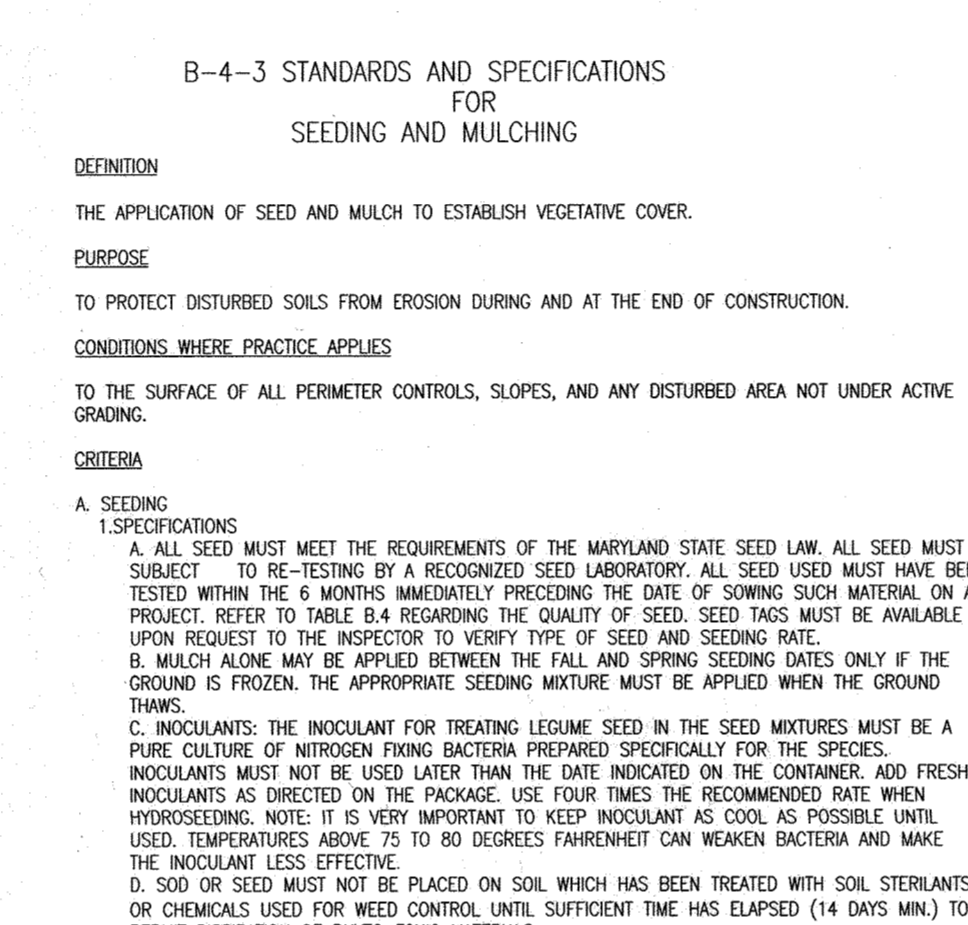 B-4-3 STANDARDS AND SPECIFICATIONS
FOR
SEEDING AND MULCHING
DEFINITION
THE APPLICATION OF SEED AND MULCH TO ESTABLISH VEGETATIVE COVER.
PURPOSE
TO PROTECT DISTURBED SOILS FROM EROSION DURING AND AT THE END OF CONSTRUCTION.
CONDITIONS WHERE PRACTICE APPLIES
TO THE SURFACE OF ALL PERIMETER CONTROLS, SLOPES, AND ANY DISTURBED AREA NOT UNDER ACTIVE
GRADING.
CRITERIA
A. SEEDING
1.SPECIFICATIONS
A. ALL SEED MUST MEET THE REQUIREMENTS OF THE MARYLAND STATE SEED LAW. ALL SEED MUST
SUBJECT TO RE-TESTING BY A RECOGNIZED SEED LABORATORY. ALL SEED USED MUST HAVE
TESTED WITHIN THE 6 MONTHS IMMEDIATELY PRECEDING THE DATE OF SOWING SUCH MATERIAL ON
PROJECT. REFER TO TABLE B.4 REGARDING THE QUALITY OF SEED. SEED TAGS MUST BE AVAILABLE
UPON REQUEST TO THE INSPECTOR TO VERIFY TYPE OF SEED AND SEEDING RATE.
B. MULCH ALONE MAY BE APPLIED BETWEEN THE FALL AND SPRING SEEDING DATES ONLY IF THE
GROUND IS FROZEN. THE APPROPRIATE SEEDING MIXTURE MUST BE APPLIED WHEN THE GROUND
THAWS.
C. INOCULANTS: THE INOCULANT FOR TREATING LEGUME SEED IN THE SEED MIXTURES MUST BE A
PURE CULTURE OF NITROGEN FIXING BACTERIA PREPARED SPECIFICALLY FOR THE SPECIES.
INOCULANTS MUST NOT BE USED LATER THAN THE DATE INDICATED ON THE CONTAINER. ADD FRESH
INOCULANTS AS DIRECTED ON THE PACKAGE. USE FOUR TIMES THE RECOMMENDED RATE WHEN
HYDROSEEDING. NOTE: IT IS VERY IMPORTANT TO KEEP INOCULANT AS COOL AS POSSIBLE UNTIL
USED. TEMPERATURES ABOVE 75 TO 80 DEGREES FAHRENHEIT CAN WEAKEN BACTERIA AND MAKE
THE INOCULANT LESS EFFECTIVE.
D. SOD OR SEED MUST NOT BE PLACED ON SOIL WHICH HAS BEEN TREATED WITH SOIL STERILANTS
OR CHEMICALS USED FOR WEED CONTROL UNTIL SUFFICIENT TIME HAS ELAPSED (14 DAYS MIN.) TO